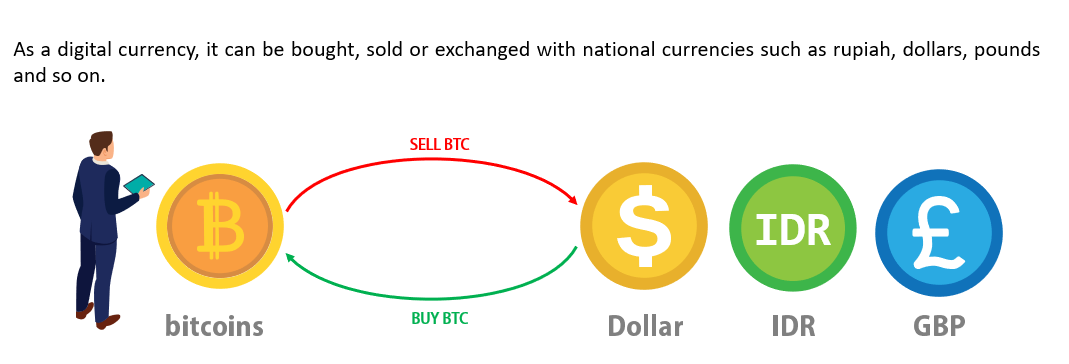 As a digital currency, it can be bought, sold or exchanged with national currencies such as rupiah, dollars, pounds
and so on.
SELL BTC
₿
$
IDR
£
BUY BTC
bitcoins
Dollar
IDR
GBP